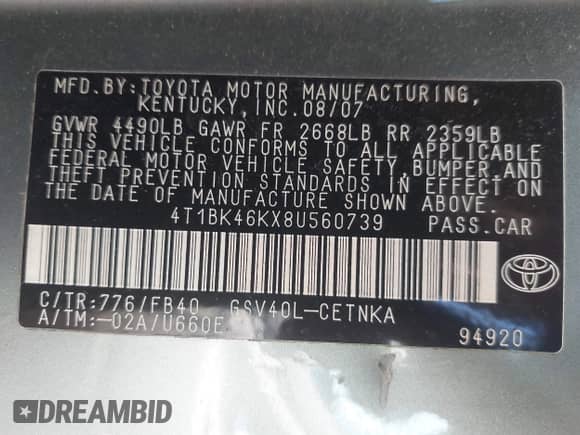 MFD.BY:TOYOTA MOTOR MANUFACTURING,
KENTUCKY, INC. 08/07
GVWR 4490LB GAWR FR 2668LB RR 2359LB
THIS VEHICLE CONFORMS TO ALL APPLICABLE
FEDERAL MOTOR VEHICLE SAFETY, BUMPER, AND
THEFT PREVENTION STANDARDS IN EFFECT ON
THE DATE OF MANUFACTURE SHOWN ABOVE.
4T1BK46KX8U560739 PASS.CAR
C/TR:776/FB40 GSV40L-CETNKA
A/TM:-02A/U660E
94920
DREAMBID